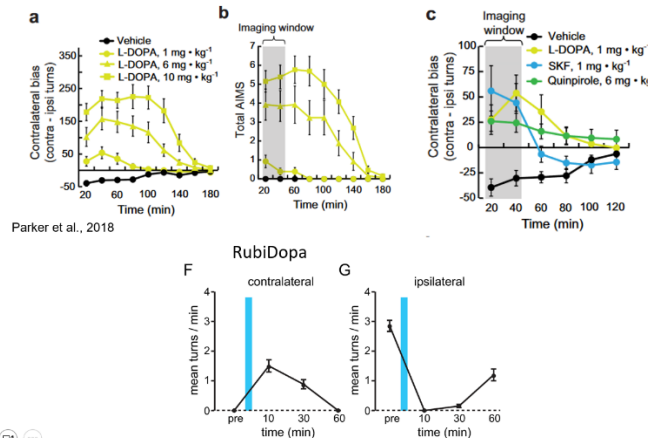 a
Vehicle
L-DOPA, 1 mg • kg⁻¹
L-DOPA, 6 mg • kg⁻¹
L-DOPA, 10 mg • kg⁻¹
Contralateral bias
(contra - ipsi turns)
350
250
150
50
-50
20 60 100 140 180
Time (min)
b
Imaging window
Total AIMS
7
6
5
4
3
2
1
0
20 60 100 140 180
Time (min)
c
Imaging
window
Vehicle
L-DOPA, 1 mg • kg⁻¹
SKF, 1 mg • kg⁻¹
Quinpirole, 6 mg • kg
Contralateral bias
(contra - ipsi turns)
100
75
50
25
0
-25
-50
20 40 60 80 100 120
Time (min)
Parker et al., 2018
RubiDopa
F
contralateral
mean turns / min
4
3
2
1
0
pre 10 30 60
time (min)
G
ipsilateral
mean turns / min
4
3
2
1
0
pre 10 30 60
time (min)